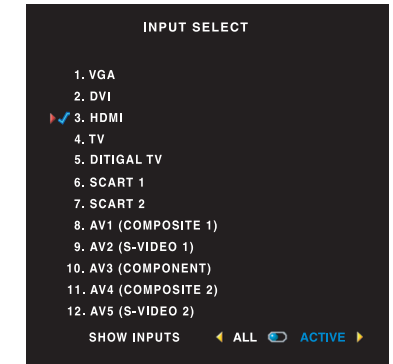 INPUT SELECT
1. VGA
2. DVI
3. HDMI
4. TV
5. DITIGAL TV
6. SCART 1
7. SCART 2
8. AV1 (COMPOSITE 1)
9. AV2 (S-VIDEO 1)
10. AV3 (COMPONENT)
11. AV4 (COMPOSITE 2)
12. AV5 (S-VIDEO 2)
SHOW INPUTS ALL ACTIVE